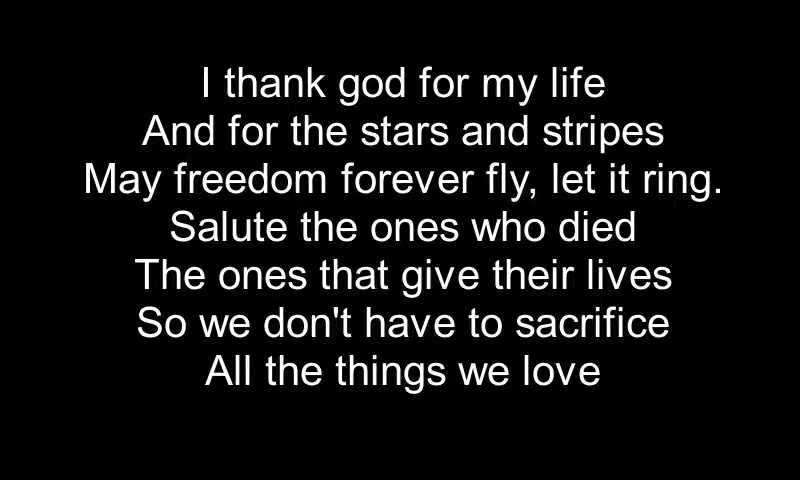 I thank god for my life
And for the stars and stripes
May freedom forever fly, let it ring.
Salute the ones who died
The ones that give their lives
So we don't have to sacrifice
All the things we love